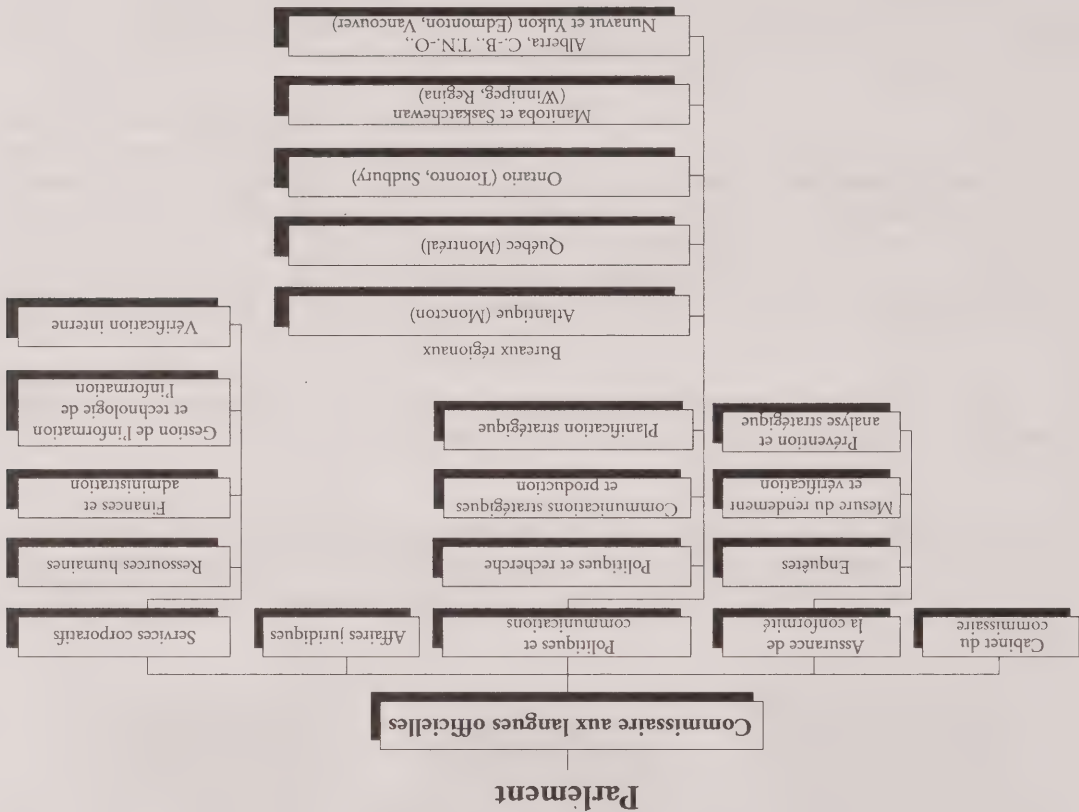 Parlement
Commissaire aux langues officielles
Cabinet du
commissaire
Assurance de
la conformité
Enquêtes
Mesure du rendement
et vérification
Prévention et
analyse stratégique
Politiques et
communications
Politiques et recherche
Communications stratégiques
et production
Planification stratégique
Bureaux régionaux
Atlantique (Moncton)
Québec (Montréal)
Ontario (Toronto, Sudbury)
Manitoba et Saskatchewan
(Winnipeg, Regina)
Alberta, C.-B., T.N.-O.,
Nunavut et Yukon (Edmonton, Vancouver)
Affaires juridiques
Services corporatifs
Ressources humaines
Finances et
administration
Gestion de l'information
et technologie de
l'information
Vérification interne